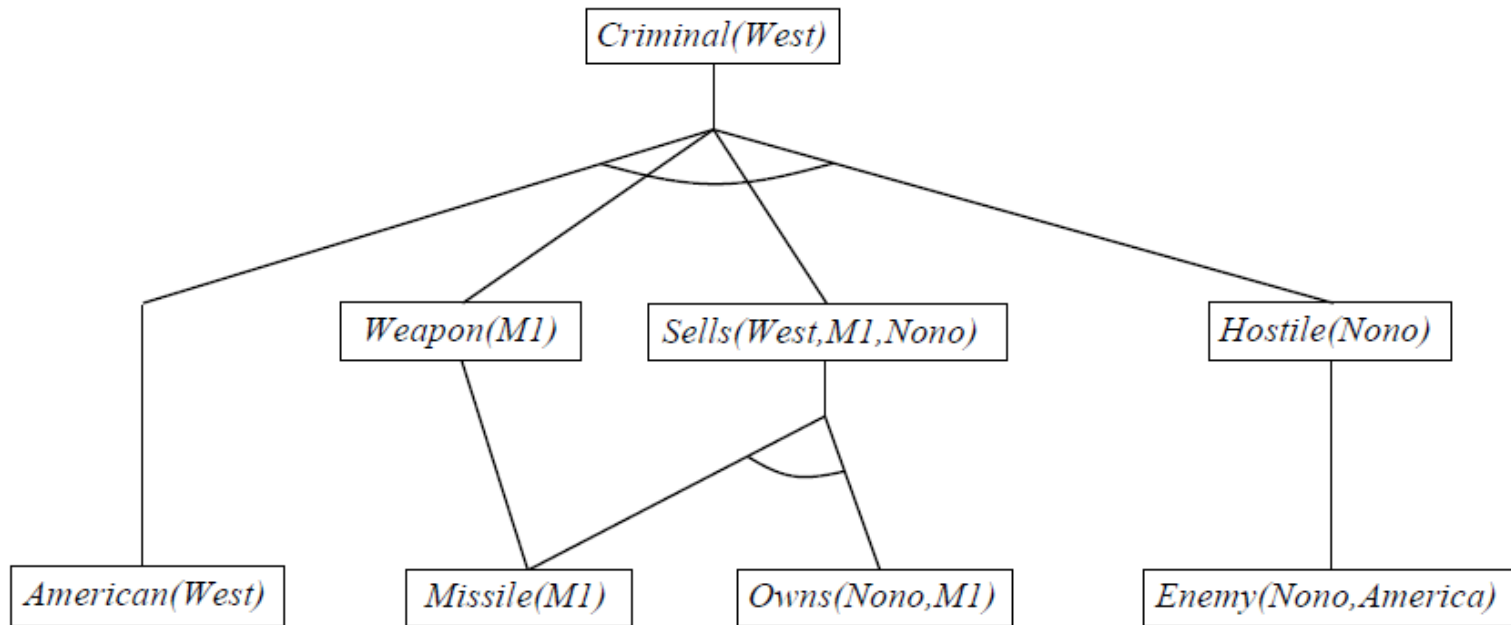 Criminal(West)
Weapon(M1)
Sells(West,M1,Nono)
Hostile(Nono)
American(West)
Missile(M1)
Owns(Nono,M1)
Enemy(Nono,America)